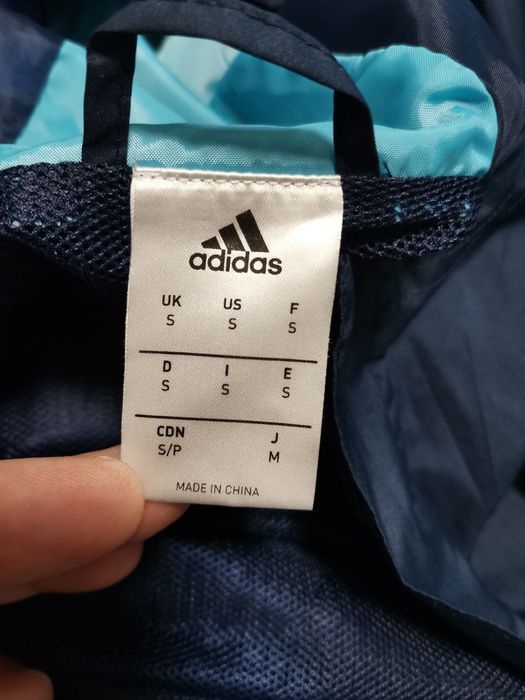 adidas
UK US F
S S S
D I E
S S S
CDN J
S/P M
MADE IN CHINA